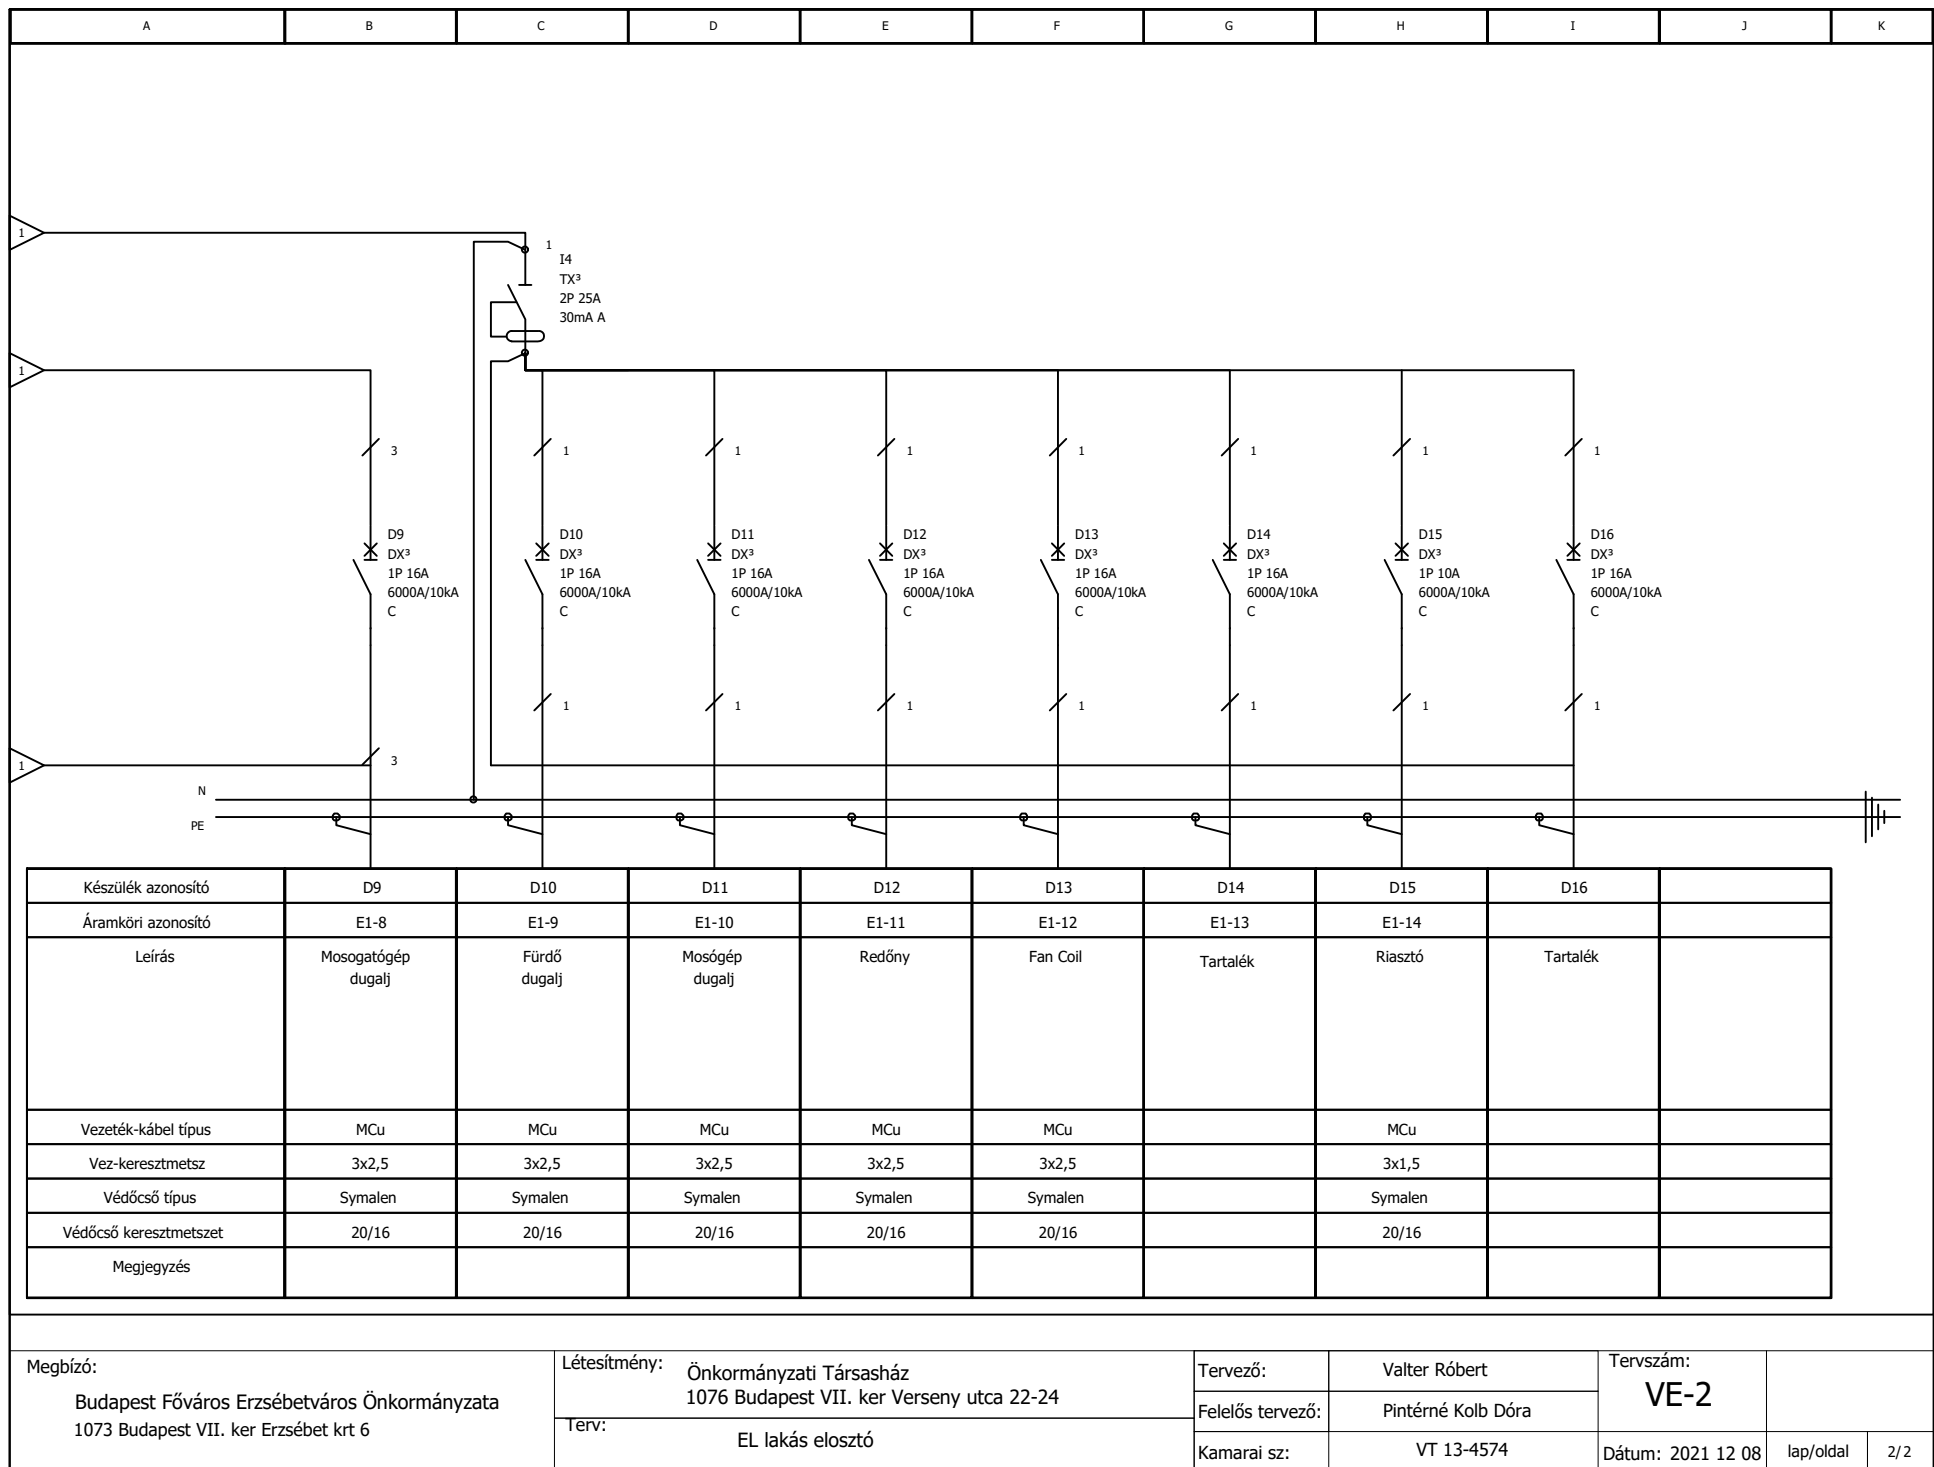 A B C D E F G H I J K
1
1
I4
TX³
2P 25A
30mA A
1
3 1 1 1 1 1 1 1
D9
DX³
1P 16A
6000A/10kA
C
D10
DX³
1P 16A
6000A/10kA
C
D11
DX³
1P 16A
6000A/10kA
C
D12
DX³
1P 16A
6000A/10kA
C
D13
DX³
1P 16A
6000A/10kA
C
D14
DX³
1P 16A
6000A/10kA
C
D15
DX³
1P 10A
6000A/10kA
C
D16
DX³
1P 16A
6000A/10kA
C
1 1 1 1 1 1 1
1 3
N
PE
Készülék azonosító D9 D10 D11 D12 D13 D14 D15 D16
Áramköri azonosító E1-8 E1-9 E1-10 E1-11 E1-12 E1-13 E1-14
Leírás Mosogatógép Fürdő Mosógép Redőny Fan Coil Tartalék Riasztó Tartalék
dugalj dugalj dugalj
Vezeték-kábel típus MCu MCu MCu MCu MCu MCu
Vez-keresztmetsz 3x2,5 3x2,5 3x2,5 3x2,5 3x2,5 3x1,5
Védőcső típus Symalen Symalen Symalen Symalen Symalen Symalen
Védőcső keresztmetszet 20/16 20/16 20/16 20/16 20/16 20/16
Megjegyzés
Megbízó:
Budapest Főváros Erzsébetváros Önkormányzata
1073 Budapest VII. ker Erzsébet krt 6
Létesítmény: Önkormányzati Társasház
1076 Budapest VII. ker Verseny utca 22-24
Terv:
EL lakás elosztó
Tervező: Valter Róbert
Felelős tervező: Pintérné Kolb Dóra
Kamarai sz: VT 13-4574
Tervszám:
VE-2
Dátum: 2021 12 08 lap/oldal 2/2